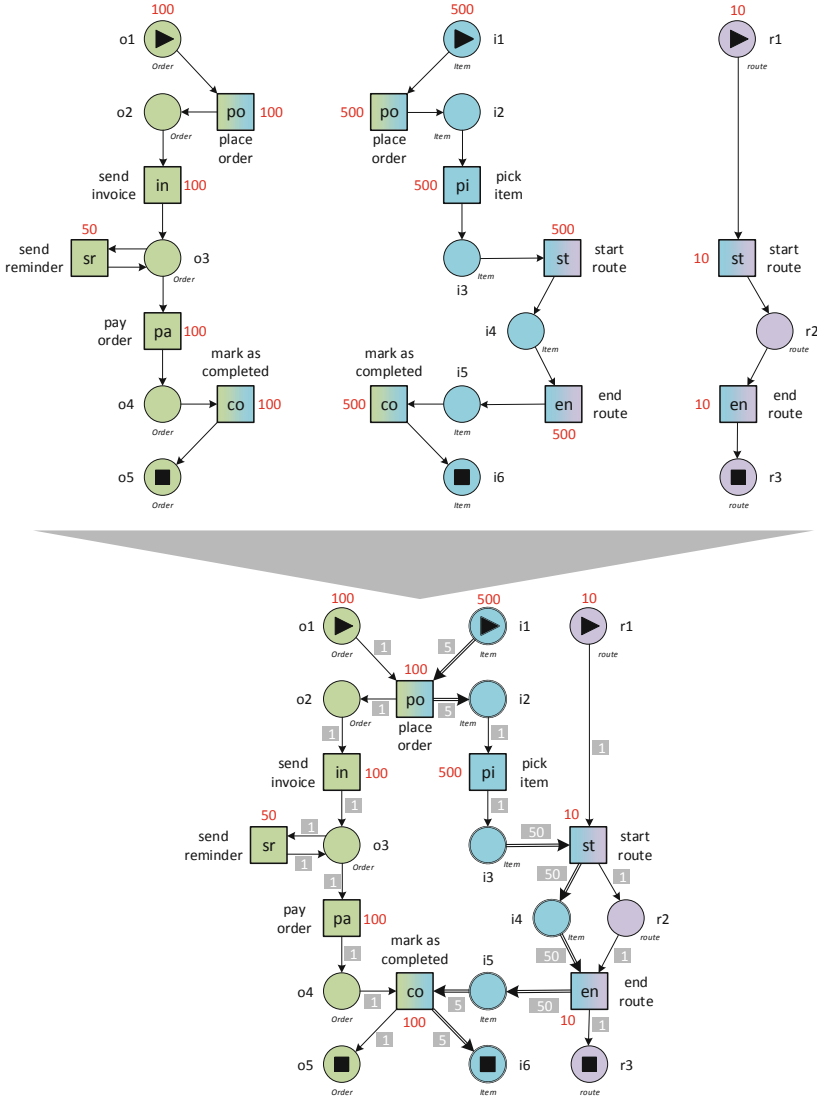 100
500
10
o1
i1
r1
Order
Item
route
o2
po
100
500
po
i2
Order
place
order
place
order
Item
send
invoice
in
100
500
pi
pick
item
50
500
send
reminder
sr
o3
Order
i3
Item
st
start
route
10
st
start
route
pay
order
pa
100
i4
Item
r2
route
mark as
completed
mark as
completed
i5
o4
Order
co
100
500
co
Item
en
end
route
500
10
en
end
route
o5
Order
i6
Item
r3
route
100
500
10
o1
i1
r1
Order
Item
route
1
5
100
o2
po
i2
Order
1
5
Item
place
order
1
1
1
send
invoice
in
100
500
pi
pick
item
1
1
50
10
send
reminder
sr
1
1
o3
Order
i3
Item
50
st
start
route
1
50
1
pay
order
pa
100
i4
Item
r2
route
1
mark as
completed
50
1
i5
o4
Order
1
co
5
Item
50
en
end
route
100
10
1
5
1
o5
Order
i6
Item
r3
route